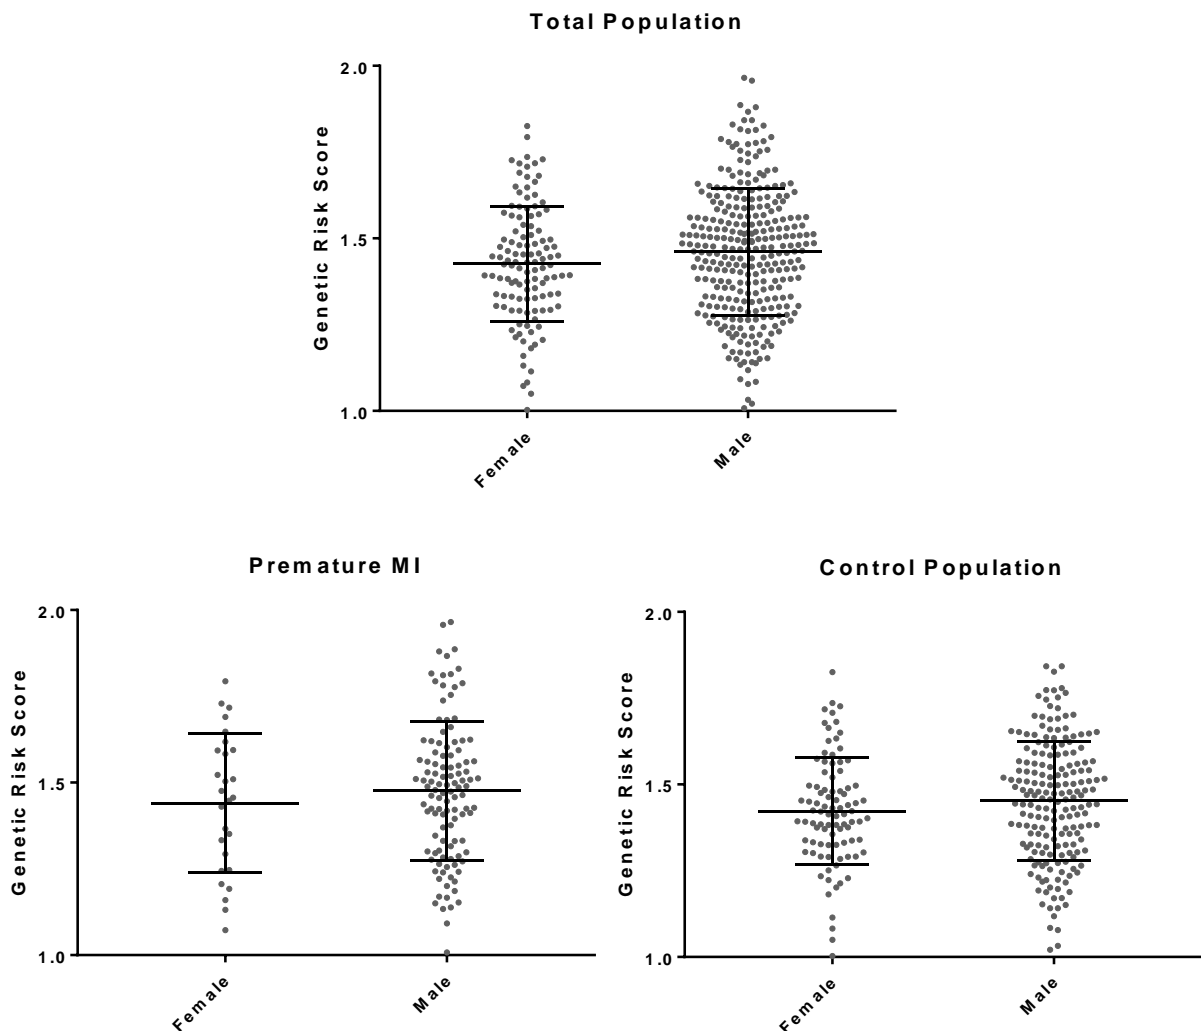 Total Population
2.0
1.5
1.0
Genetic Risk Score
Female
Male
Premature MI
2.0
1.5
1.0
Genetic Risk Score
Female
Male
Control Population
2.0
1.5
1.0
Genetic Risk Score
Female
Male